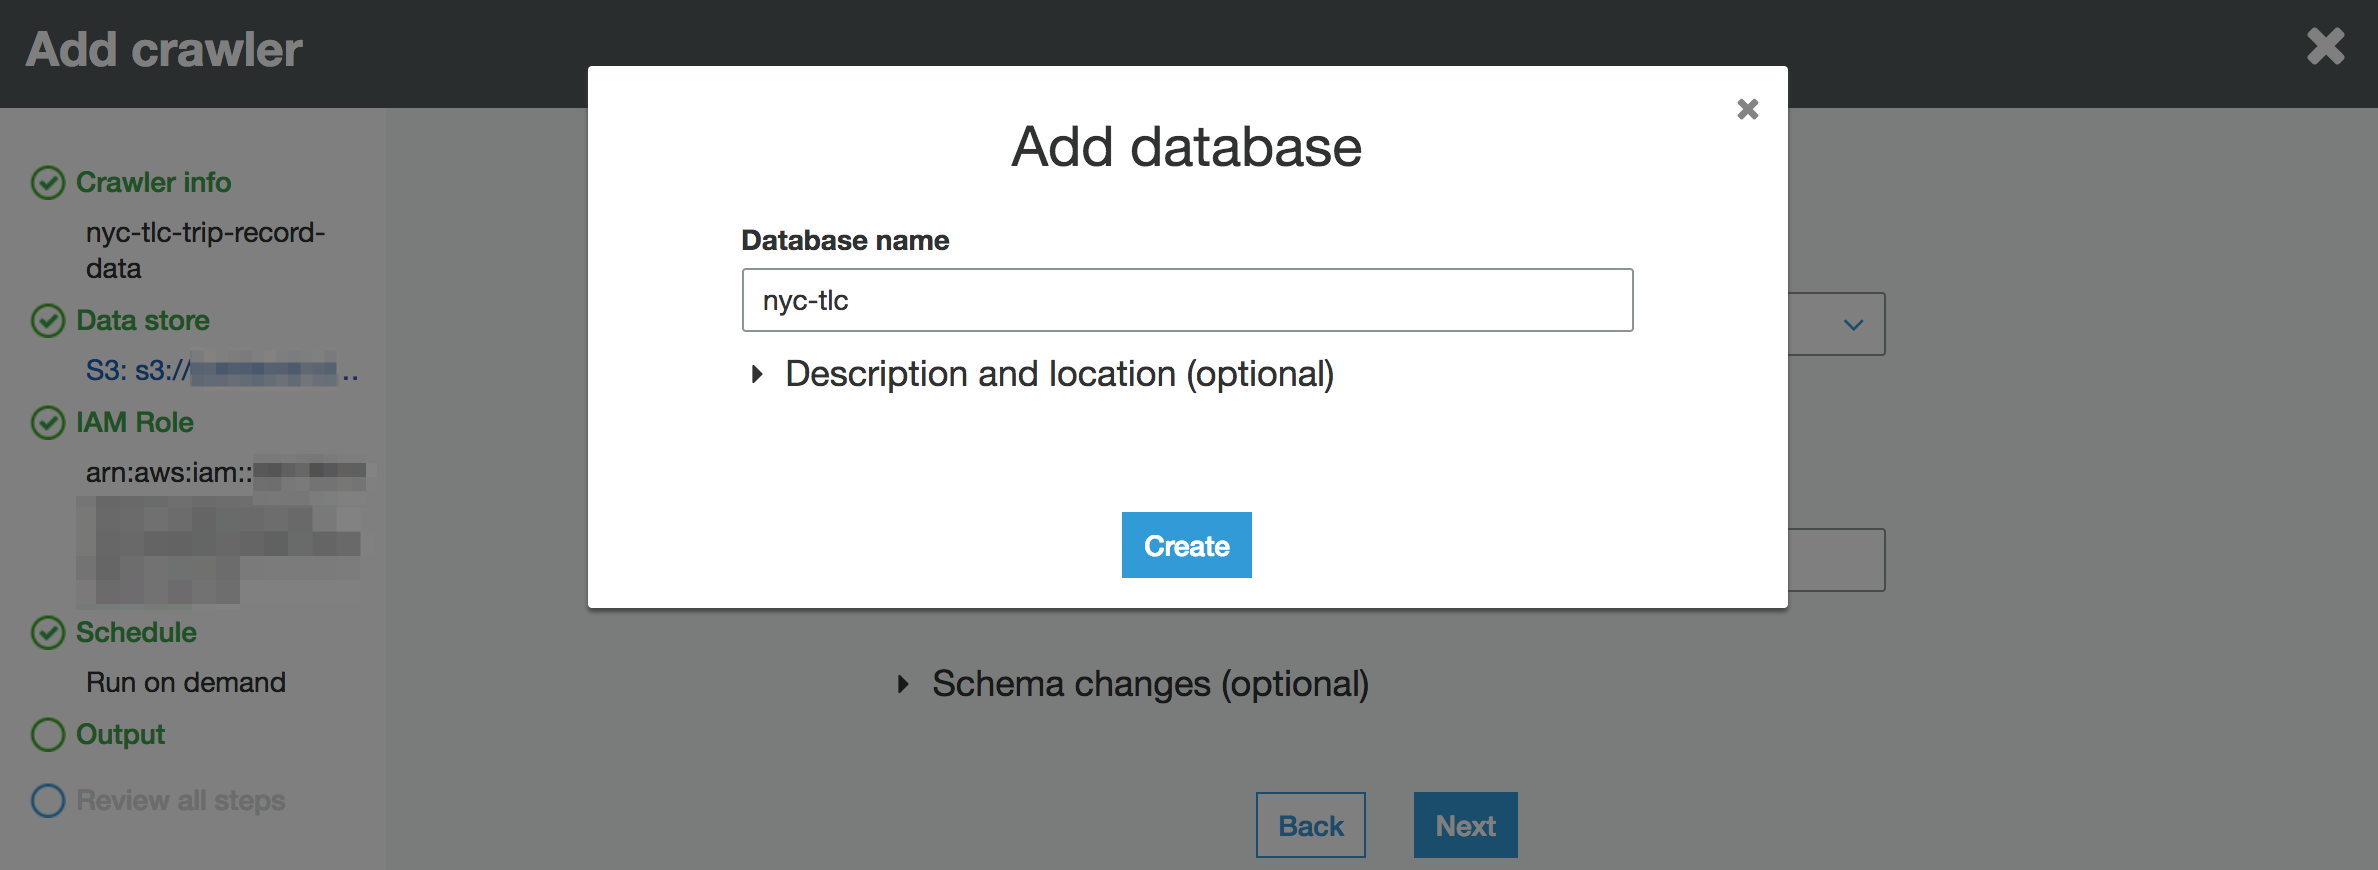 Add crawler
Crawler info
nyc-tlc-trip-record-
data
Data store
S3: s3://
..
IAM Role
arn:aws:iam::
Schedule
Run on demand
Output
Review all steps
Add database
Database name
nyc-tlc
Description and location (optional)
Create
Schema changes (optional)
Back
Next